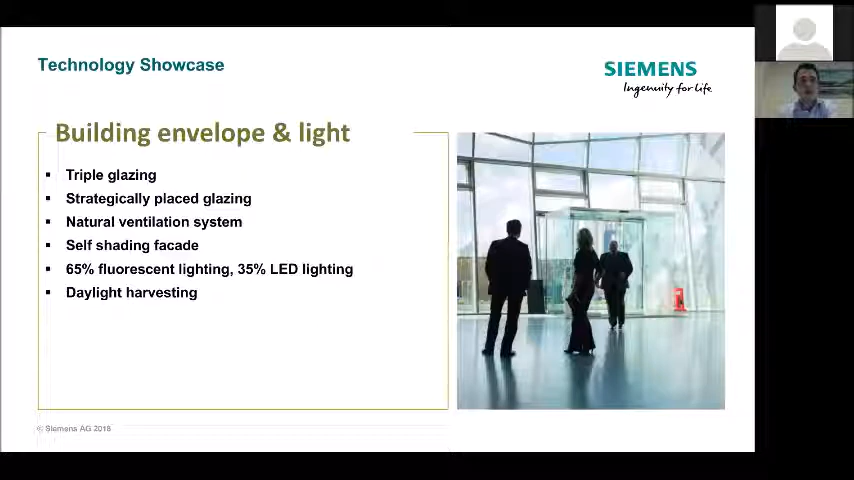 Technology Showcase
SIEMENS
Ingenuity for life
Building envelope & light
▪ Triple glazing
▪ Strategically placed glazing
▪ Natural ventilation system
▪ Self shading facade
▪ 65% fluorescent lighting, 35% LED lighting
▪ Daylight harvesting
© Siemens AG 2018